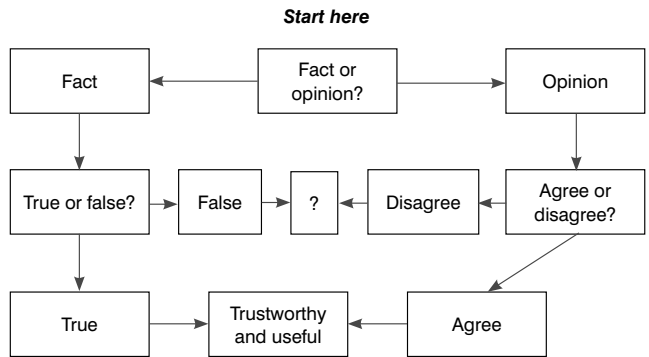 Start here
Fact
Fact or
opinion?
Opinion
True or false?
False
?
Disagree
Agree or
disagree?
True
Trustworthy
and useful
Agree